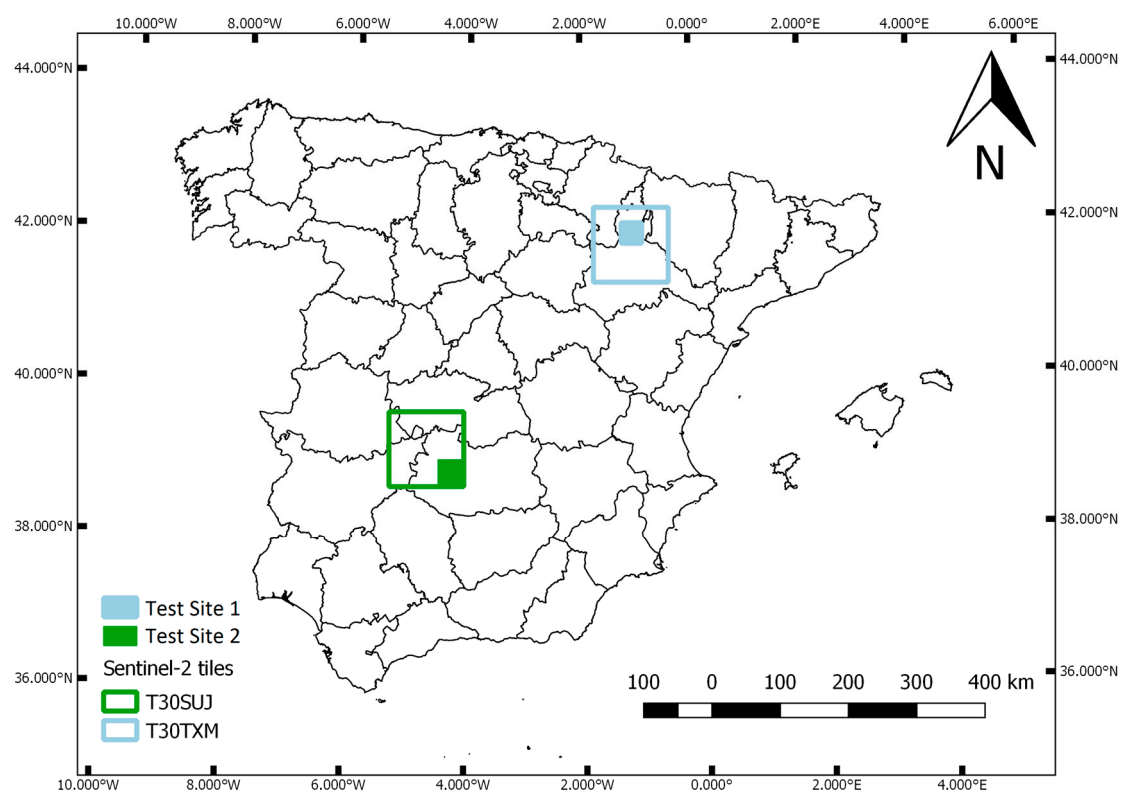 10.000°W 8.000°W 6.000°W 4.000°W 2.000°W 0.000° 2.000°E 4.000°E 6.000°E
44.000°N 44.000°N
N
42.000°N 42.000°N
40.000°N 40.000°N
38.000°N 38.000°N
Test Site 1
Test Site 2
Sentinel-2 tiles
36.000°N 36.000°N
100 0 100 200 300 400 km
T30SUJ
T30TXM
10.000°W 8.000°W 6.000°W 4.000°W 2.000°W 0.000° 2.000°E 4.000°E